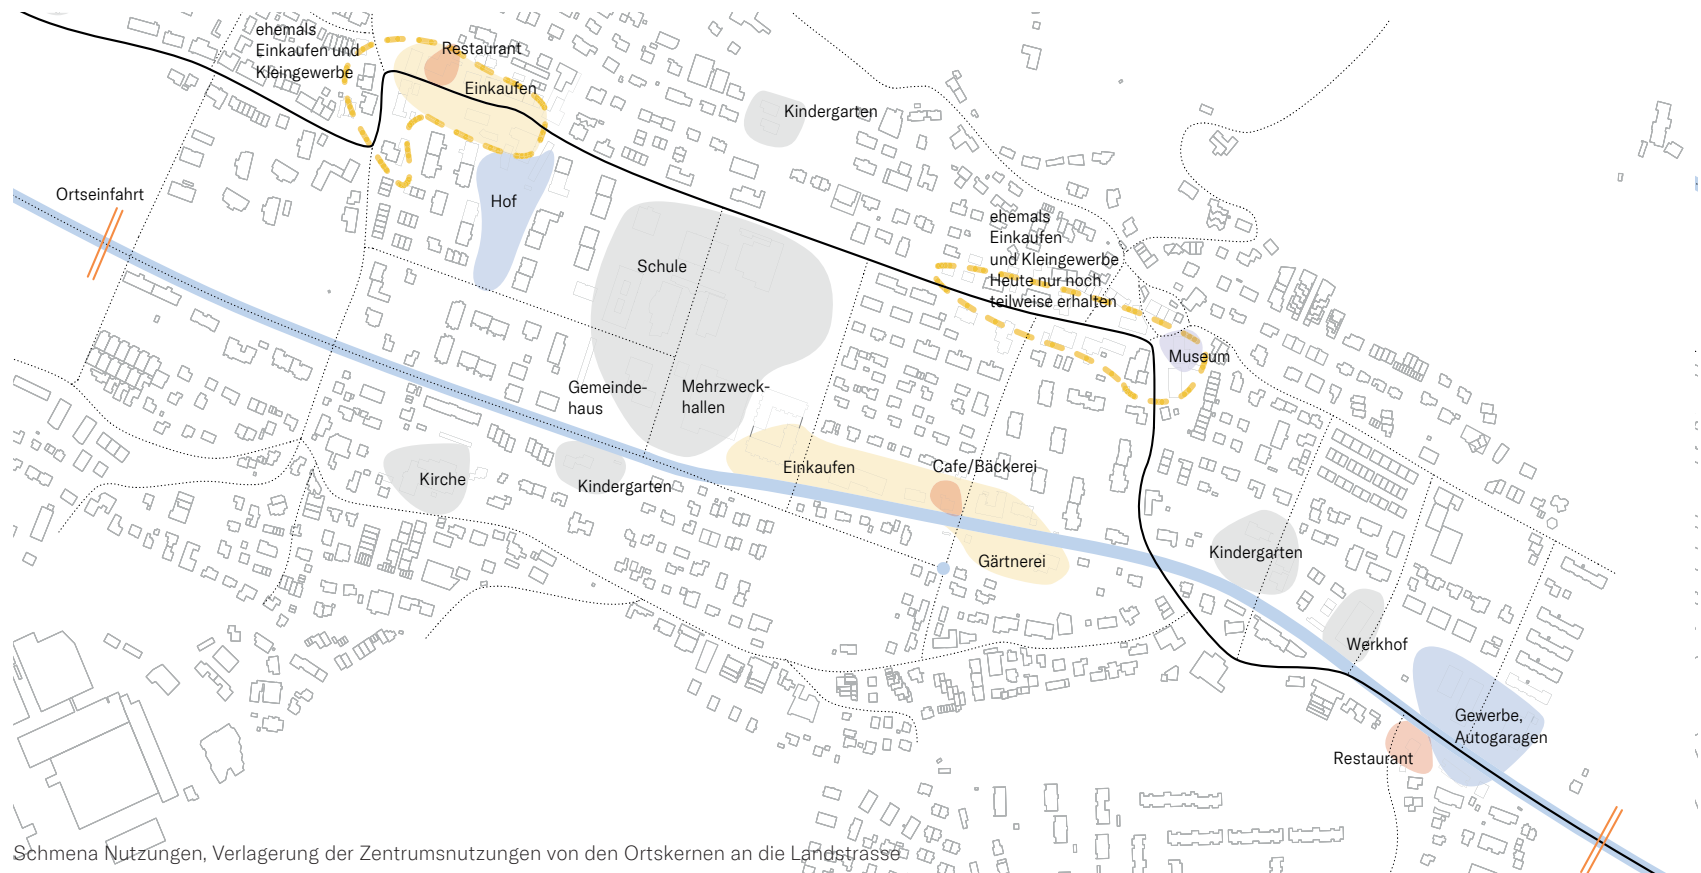 ehemals
Einkaufen und
Kleingewerbe
Restaurant
Einkaufen
Kindergarten
Ortseinfahrt
Hof
ehemals
Einkaufen
und Kleingewerbe
Heute nur noch
teilweise erhalten
Schule
Museum
Gemeinde-
haus
Mehrzweck-
hallen
Einkaufen
Cafe/Bäckerei
Kirche
Kindergarten
Kindergarten
Gärtnerei
Werkhof
Gewerbe,
Autogaragen
Restaurant
Schmena Nutzungen, Verlagerung der Zentrumsnutzungen von den Ortskernen an die Landstrasse